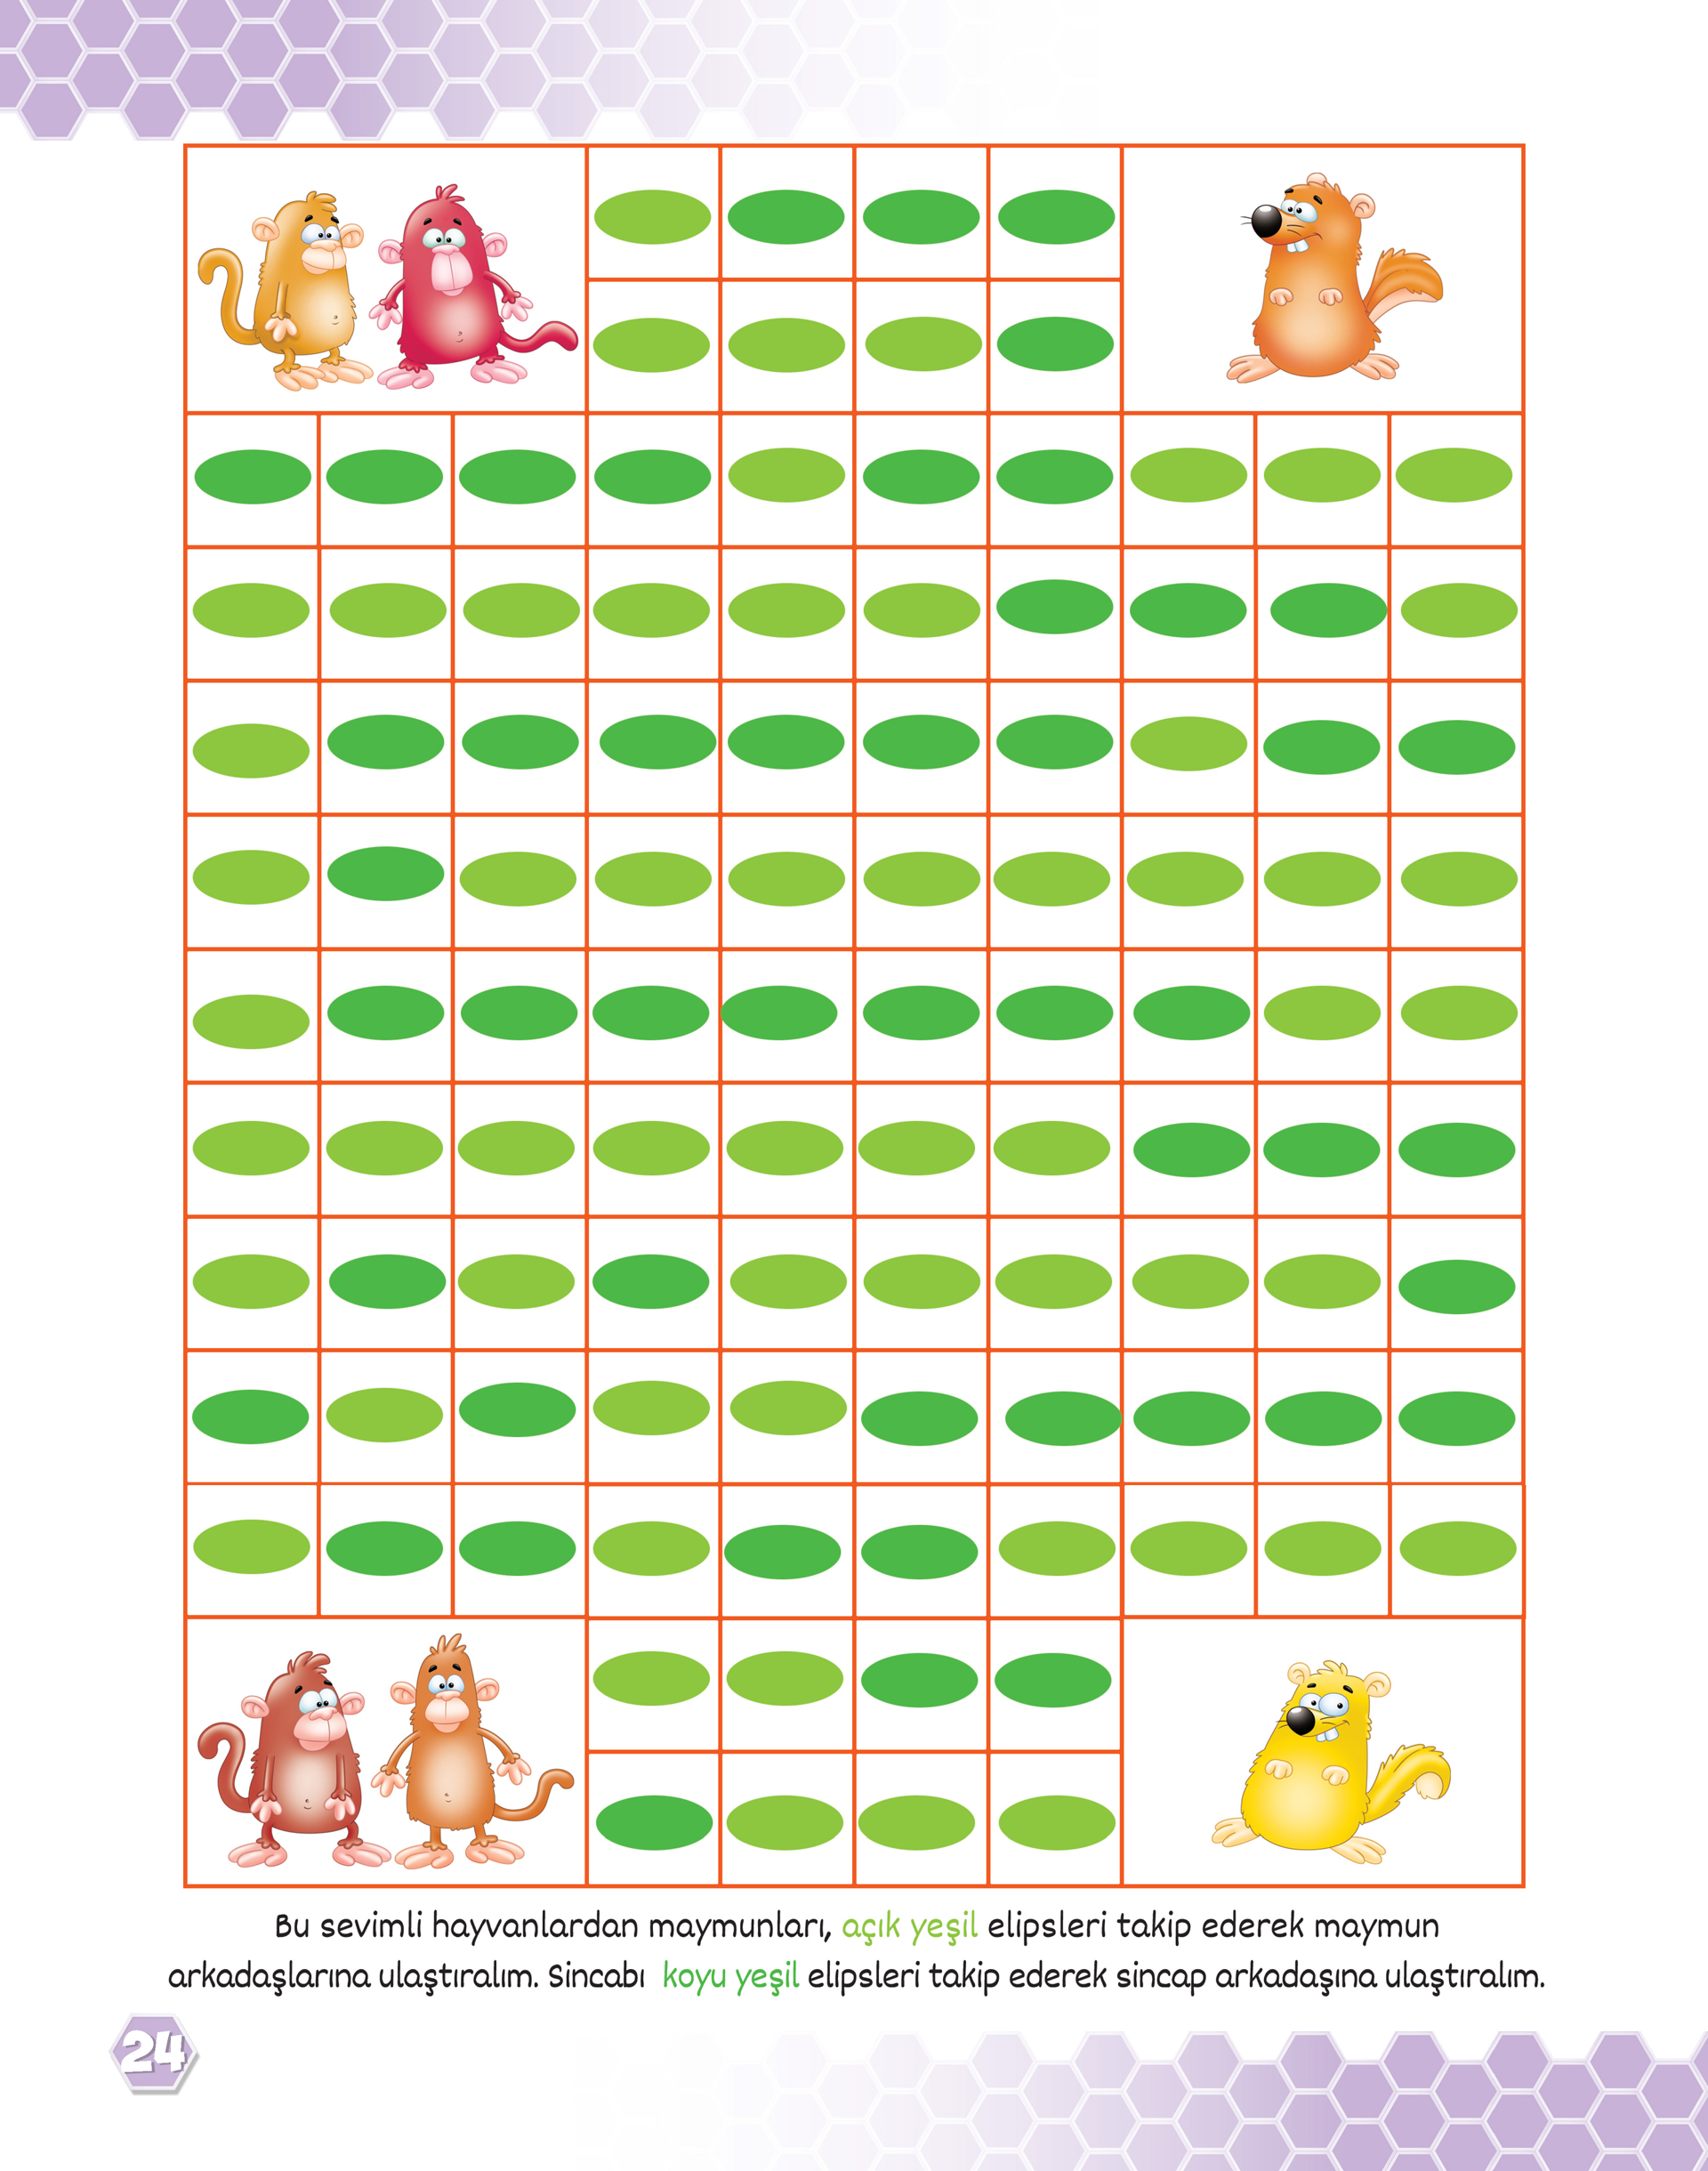 Bu sevimli hayvanlardan maymunları, açık yeşil elipsleri takip ederek maymun
arkadaşlarına ulaştıralım. Sincabı koyu yeşil elipsleri takip ederek sincap arkadaşına ulaştıralım.
24